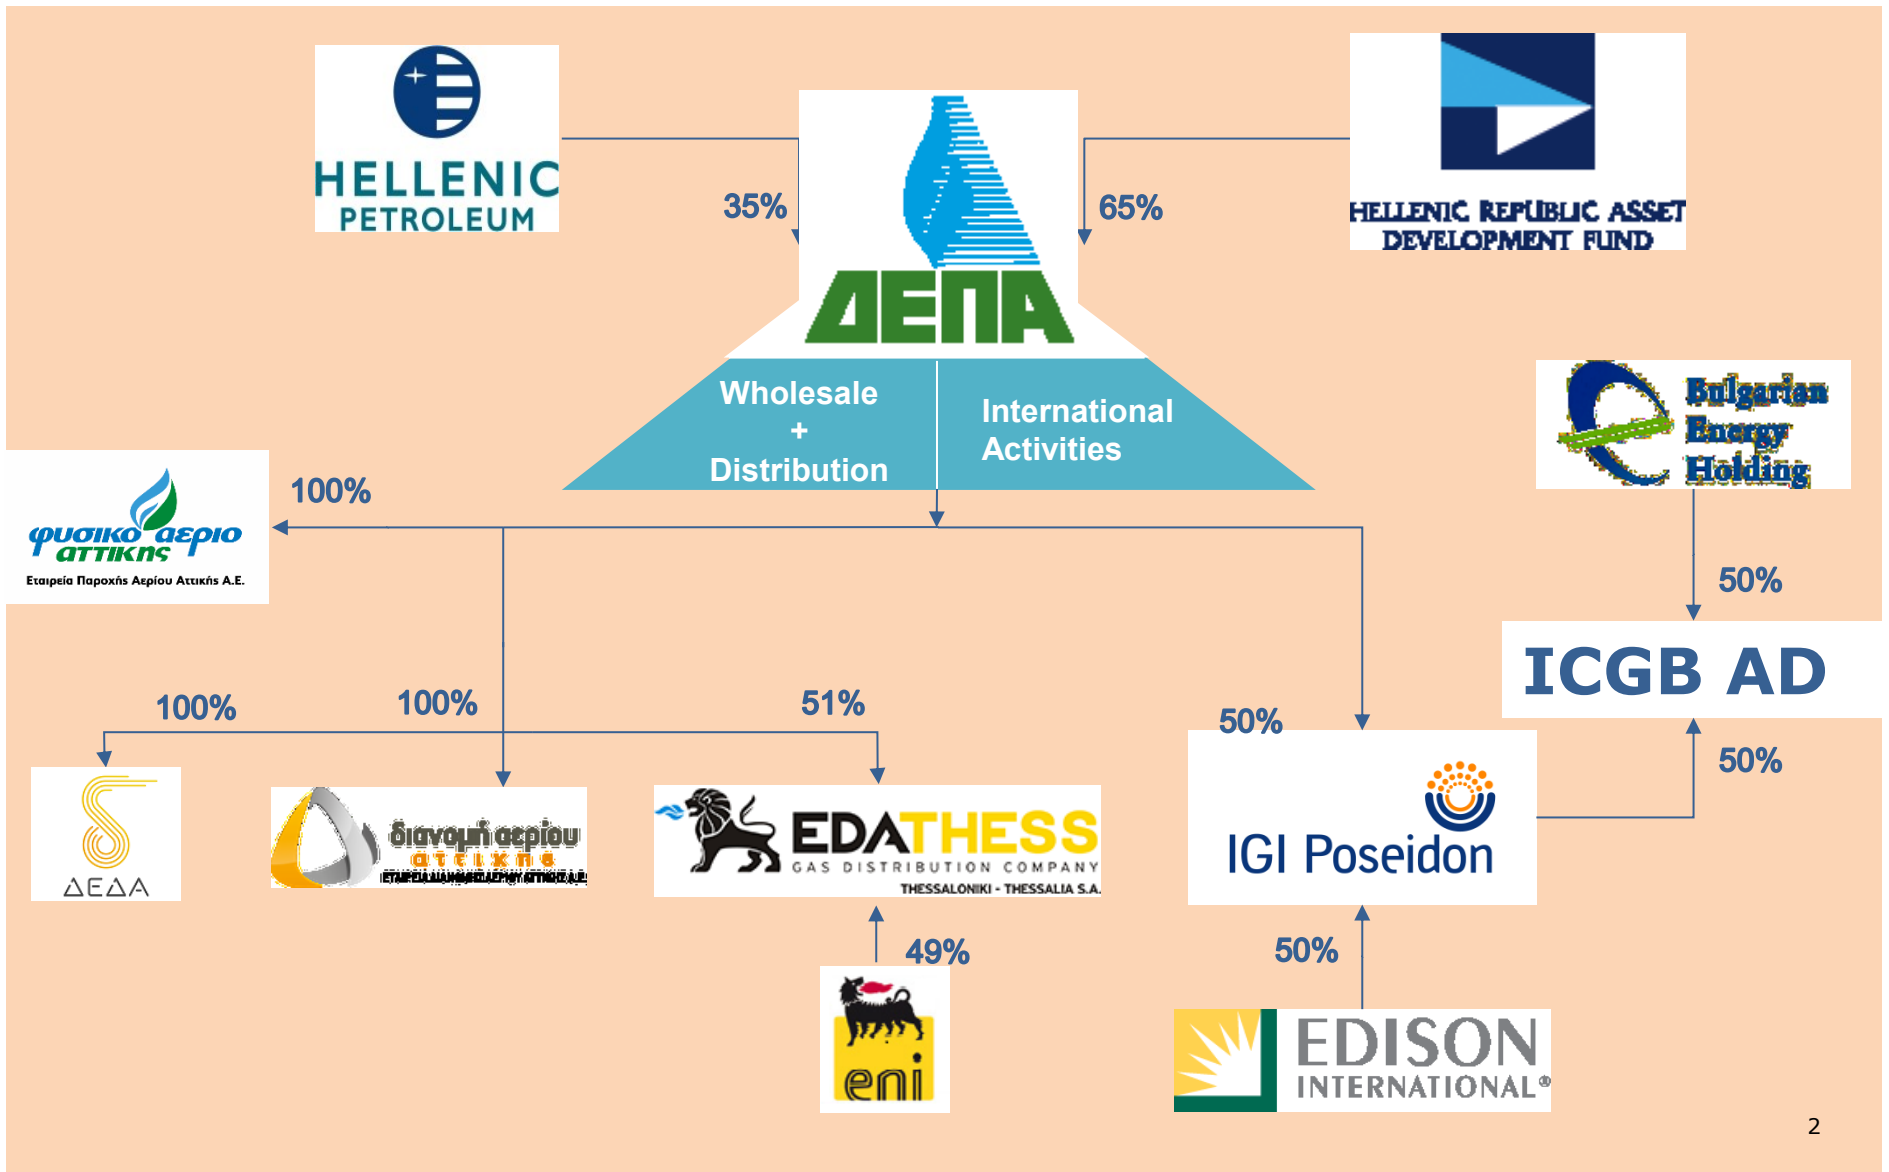 HELLENIC
PETROLEUM
35%
ΔΕΠΑ
65%
HELLENIC REPUBLIC ASSET
DEVELOPMENT FUND
Wholesale
+
Distribution
International
Activities
Bulgarian
Energy
Holding
φυσικό αέριο
αττικής
Εταιρεία Παροχής Αερίου Αττικής Α.Ε.
100%
50%
ICGB AD
50%
100%
100%
51%
50%
ΔΕΔΑ
διανομή αερίου
αττικής
EDATHESS
GAS DISTRIBUTION COMPANY
THESSALONIKI - THESSALIA S.A.
IGI Poseidon
49%
eni
50%
EDISON
INTERNATIONAL®
2